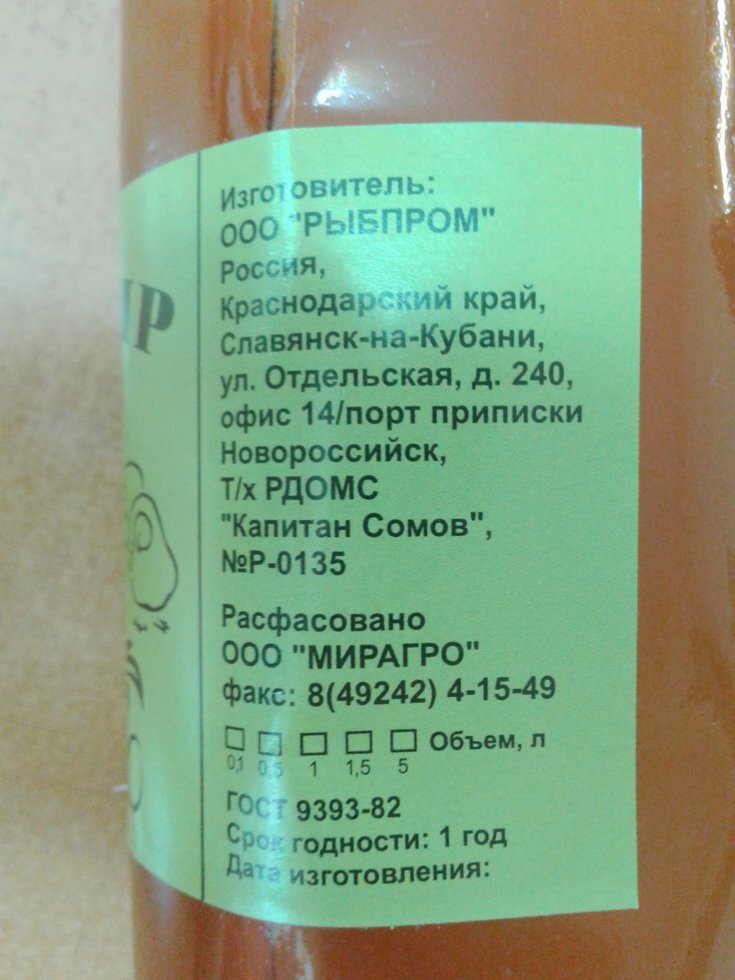 Изготовитель:
ООО "РЫБПРОМ"
Россия,
Краснодарский край,
Славянск-на-Кубани,
ул. Отдельская, д. 240,
офис 14/порт приписки
Новороссийск,
Т/х РДОМС
"Капитан Сомов",
№Р-0135
Расфасовано
ООО "МИРАГРО"
факс: 8(49242) 4-15-49
Объем, л
0,1 0,5 1 1,5 5
ГОСТ 9393-82
Срок годности: 1 год
Дата изготовления: